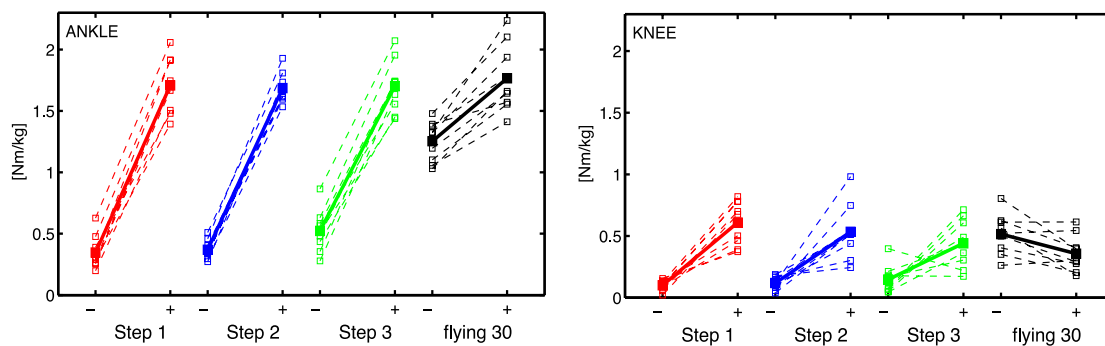 ANKLE
[Nm/kg]
2
1.5
1
0.5
0
− + − + − + − +
Step 1 Step 2 Step 3 flying 30
KNEE
[Nm/kg]
2
1.5
1
0.5
0
− + − + − + − +
Step 1 Step 2 Step 3 flying 30